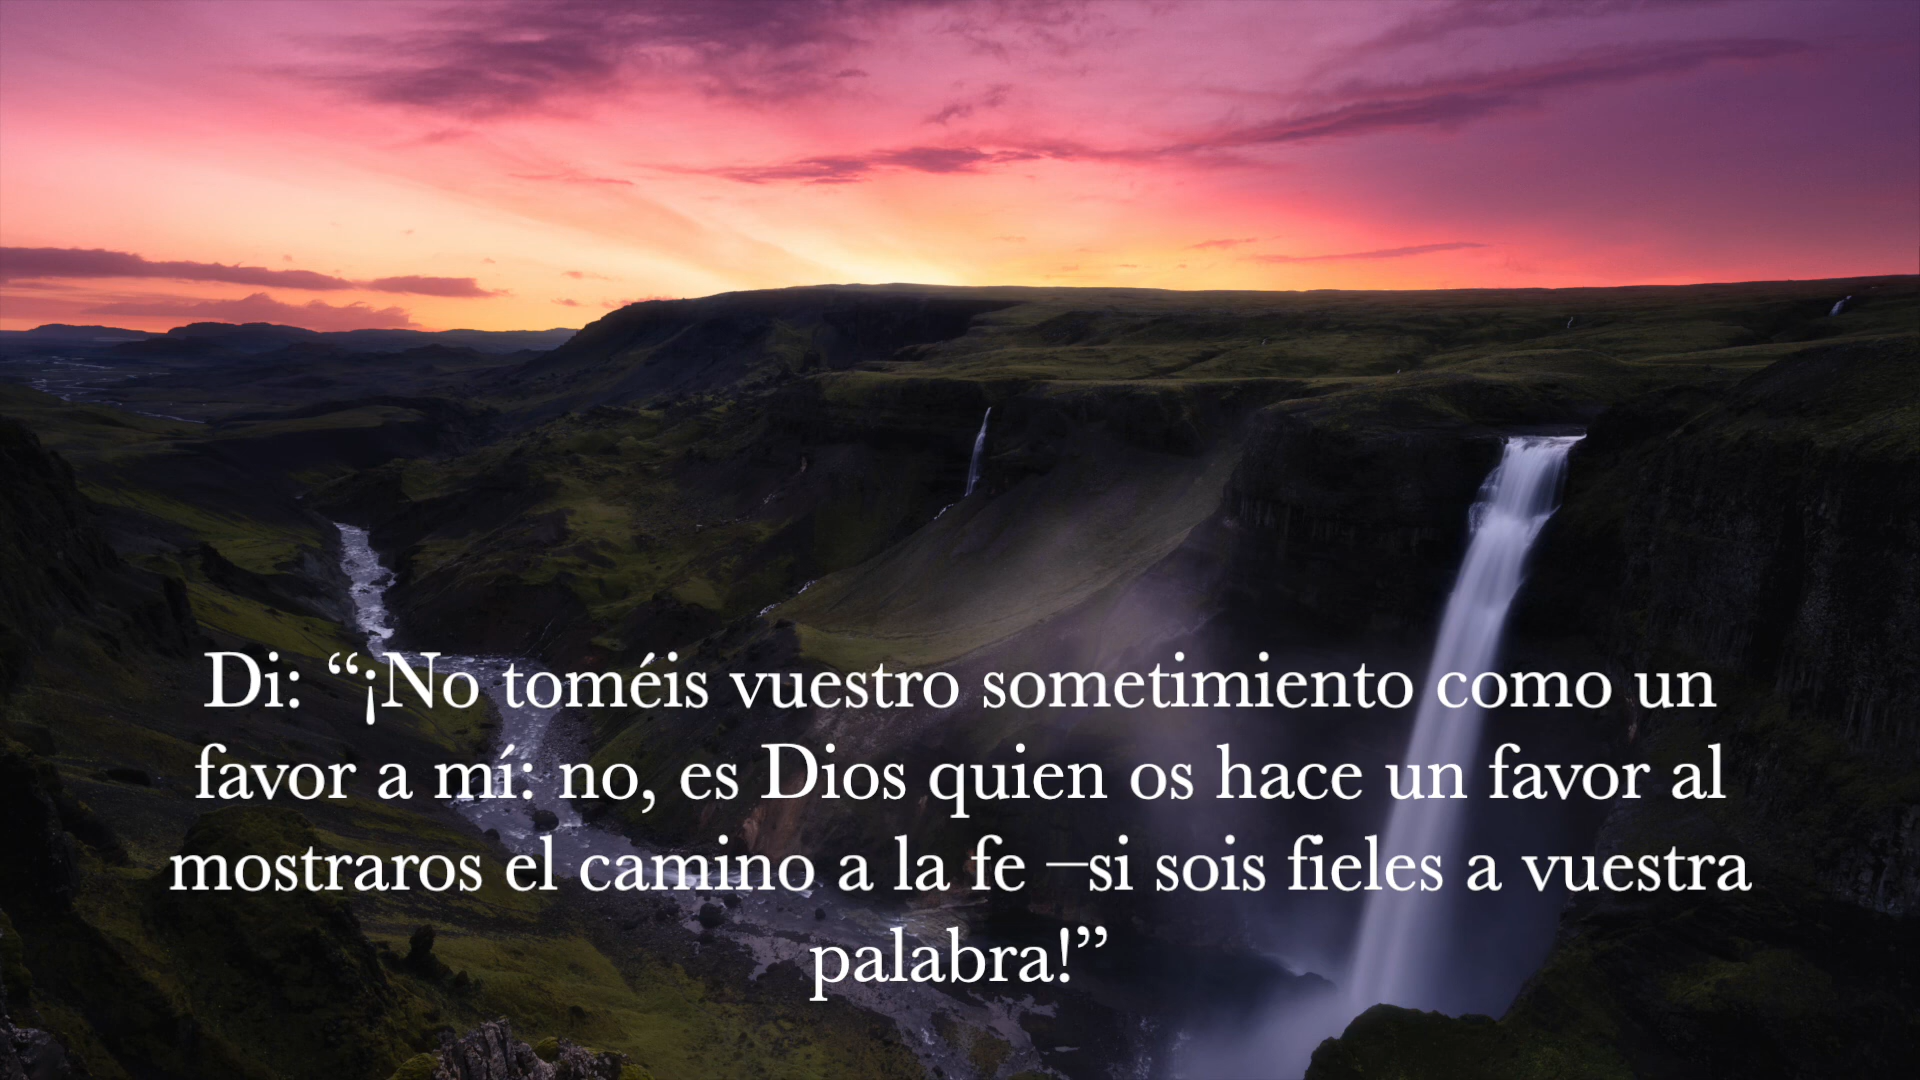 Di: “¡No toméis vuestro sometimiento como un
favor a mí: no, es Dios quien os hace un favor al
mostraros el camino a la fe –si sois fieles a vuestra
palabra!”